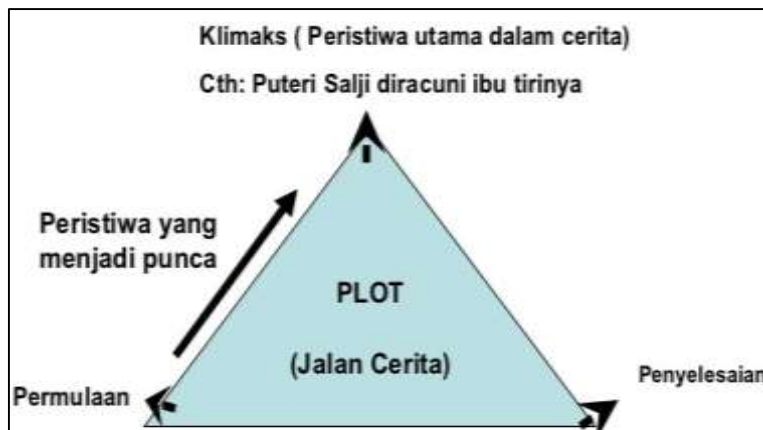 Klimaks ( Peristiwa utama dalam cerita)
Cth: Puteri Salji diracuni ibu tirinya
Peristiwa yang
menjadi punca
PLOT
(Jalan Cerita)
Permulaan
Penyelesaian